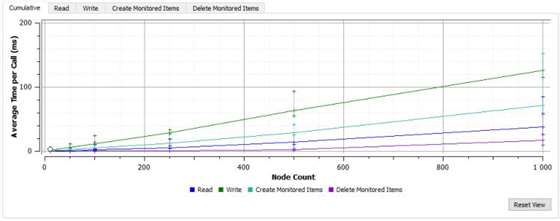 Cumulative Read Write Create Monitored Items Delete Monitored Items
200
100
0
Average Time per Call (ms)
0 200 400 600 800 1 000
Node Count
Read Write Create Monitored Items Delete Monitored Items
Reset View